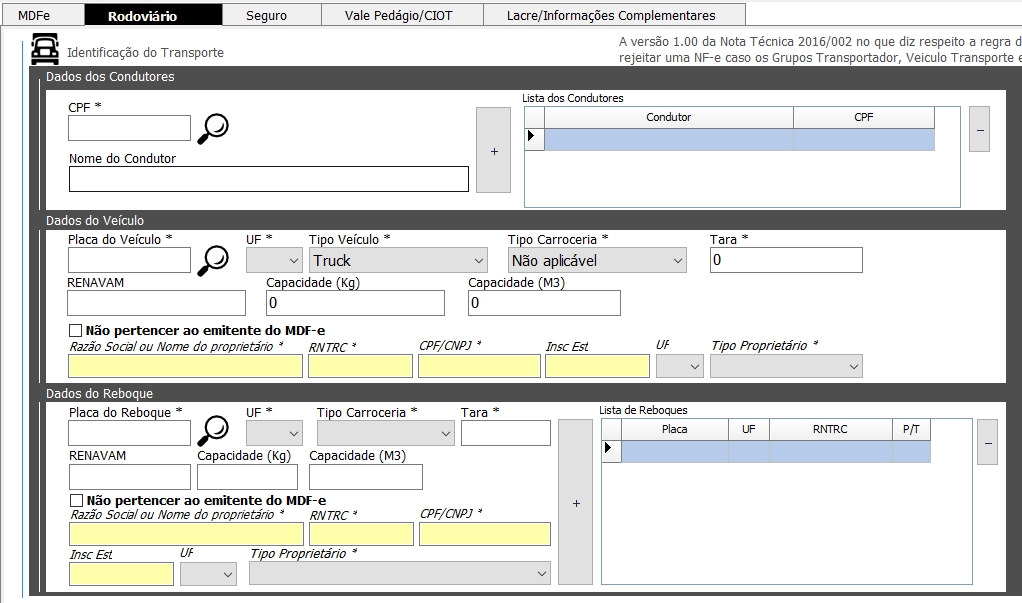 MDFe Rodoviário Seguro Vale Pedágio/CIOT Lacre/Informações Complementares
Identificação do Transporte
A versão 1.00 da Nota Técnica 2016/002 no que diz respeito a regra d
rejeitar uma NF-e caso os Grupos Transportador, Veiculo Transporte e
Dados dos Condutores
CPF *
Nome do Condutor
+
Lista dos Condutores
Condutor CPF
−
Dados do Veículo
Placa do Veículo * UF * Tipo Veículo * Tipo Carroceria * Tara *
Truck Não aplicável 0
RENAVAM Capacidade (Kg) Capacidade (M3)
0 0
Não pertencer ao emitente do MDF-e
Razão Social ou Nome do proprietário * RNTRC * CPF/CNPJ * Insc Est UF Tipo Proprietário *
Dados do Reboque
Placa do Reboque * UF * Tipo Carroceria * Tara *
RENAVAM Capacidade (Kg) Capacidade (M3)
Não pertencer ao emitente do MDF-e
Razão Social ou Nome do proprietário * RNTRC * CPF/CNPJ *
Insc Est UF Tipo Proprietário *
+
Lista de Reboques
Placa UF RNTRC P/T
−